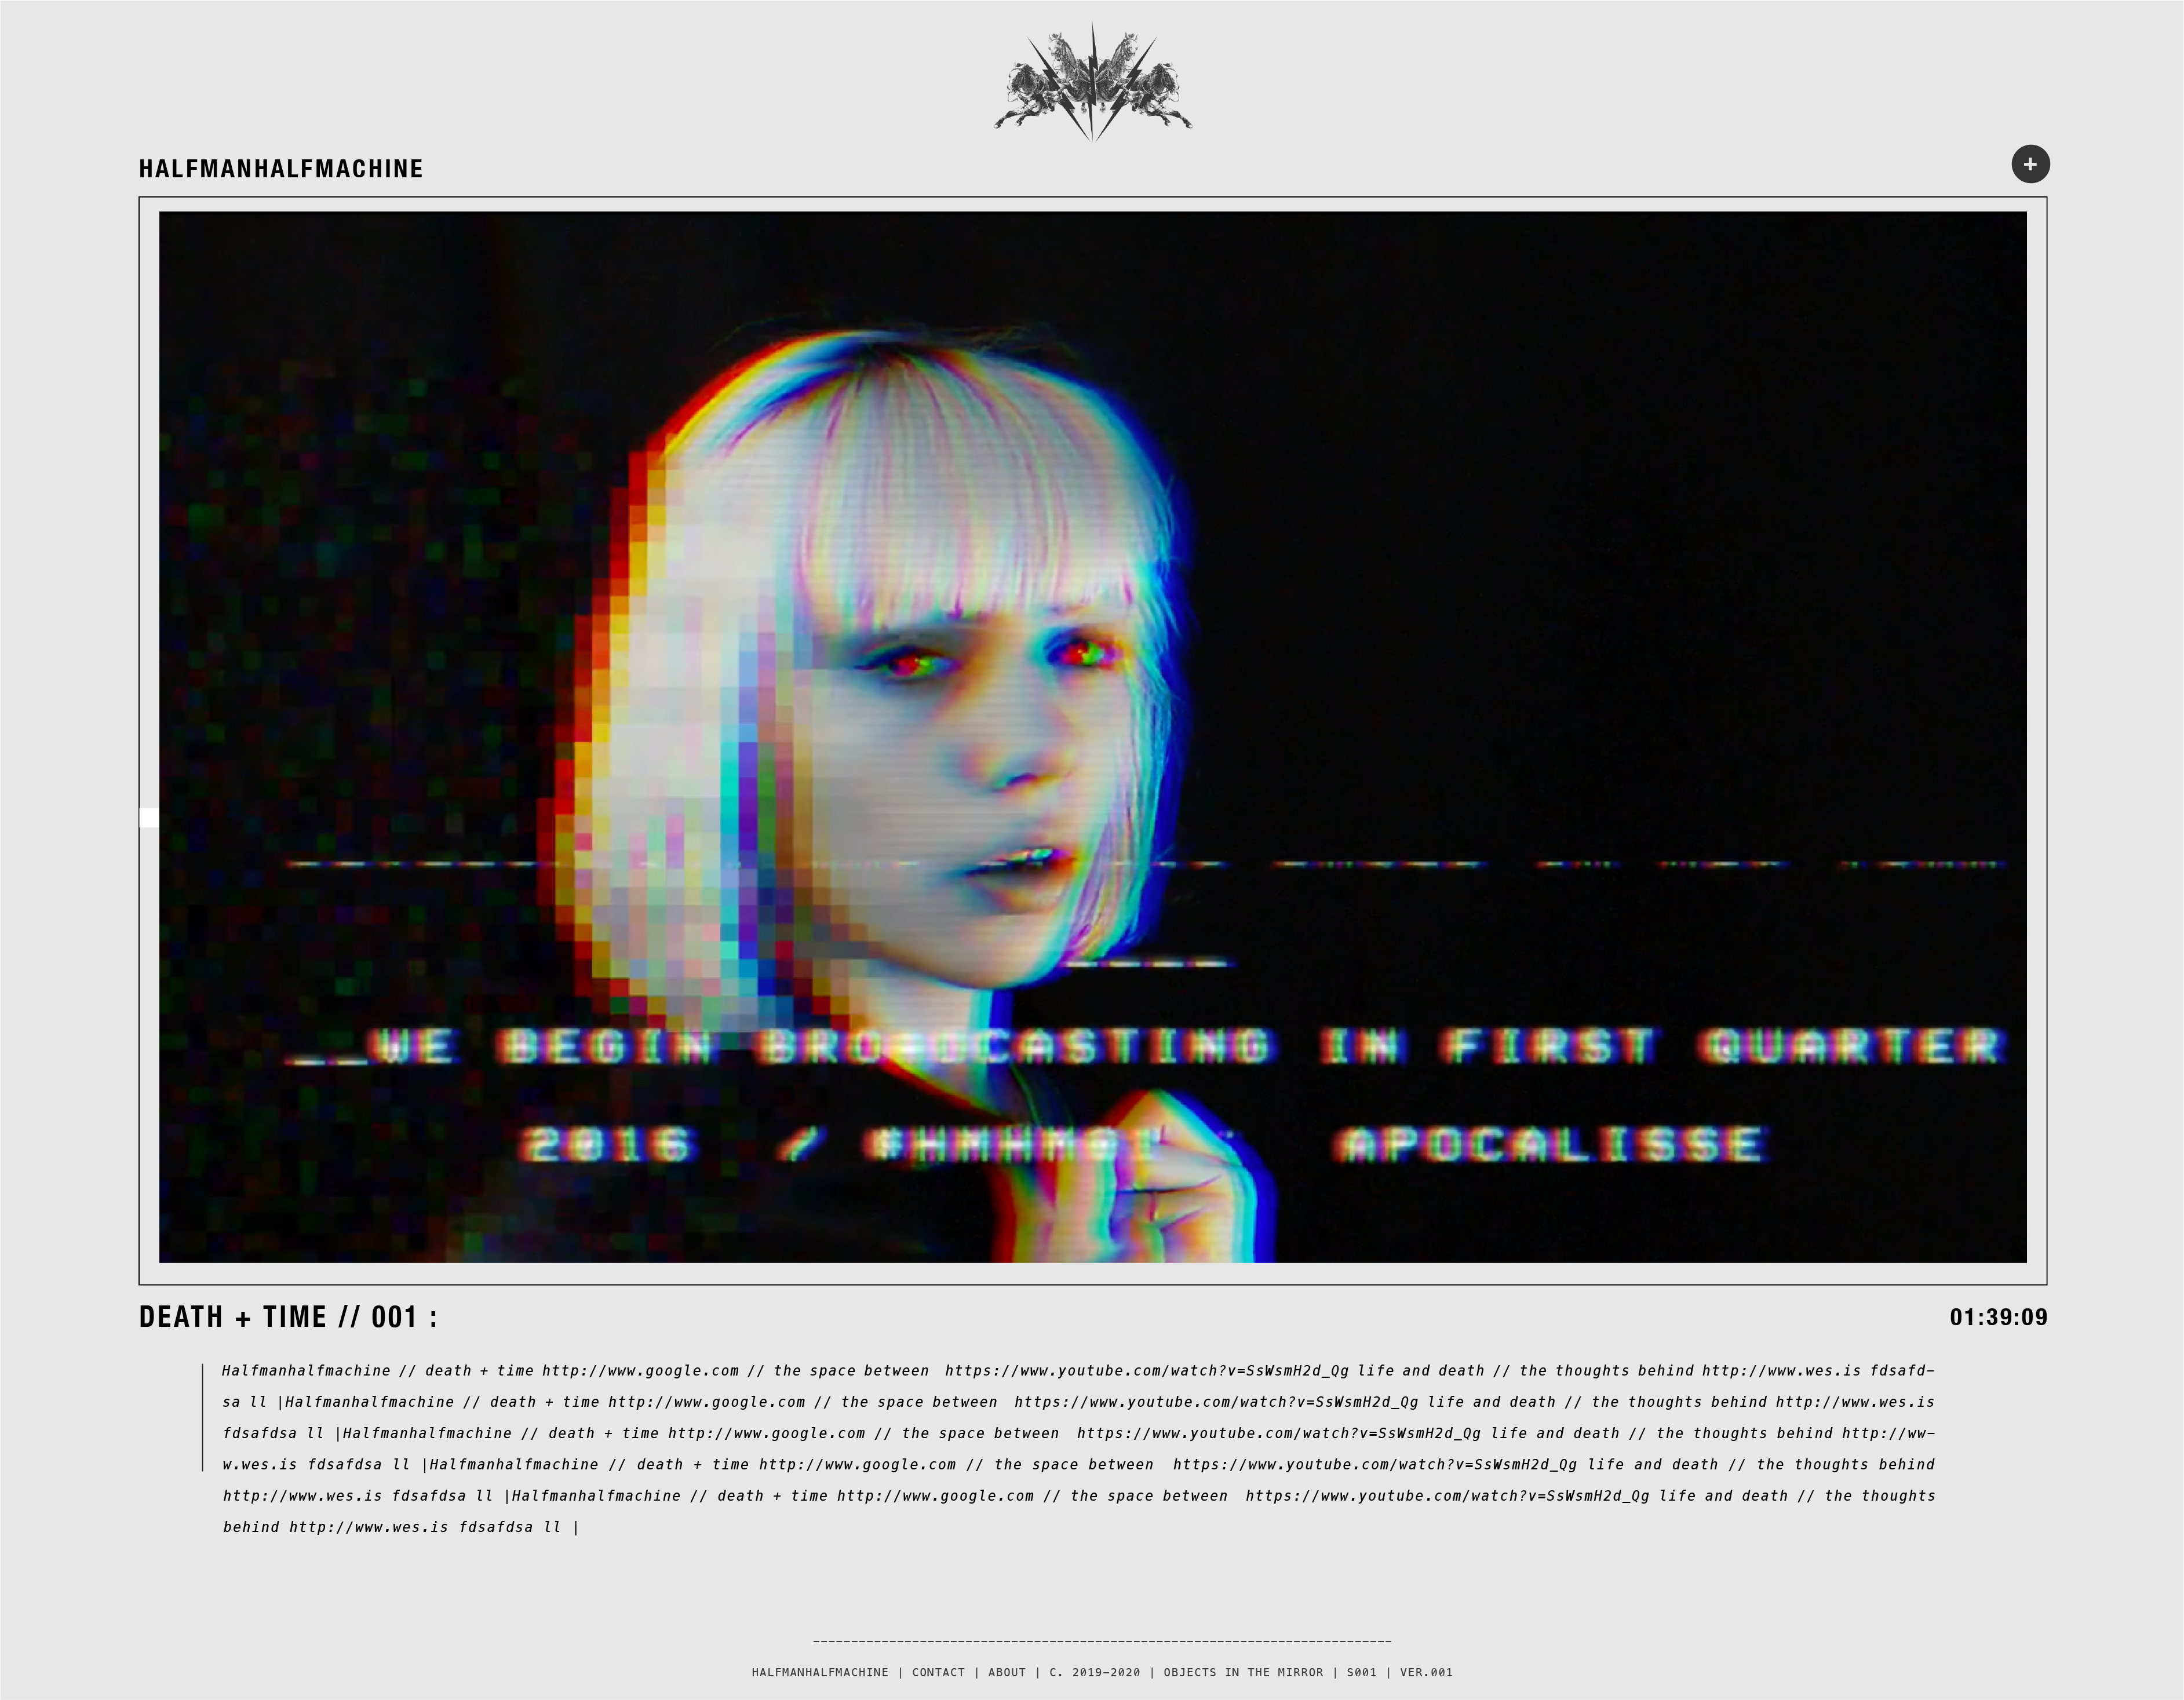 HALFMANHALFMACHINE
+
__WE BEGIN BROADCASTING IN FIRST QUARTER
2016 / #HMHM01 APOCALISSE
DEATH + TIME // 001 :
01:39:09
Halfmanhalfmachine // death + time http://www.google.com // the space between https://www.youtube.com/watch?v=SsWsmH2d_Qg life and death // the thoughts behind http://www.wes.is fdsafd-
sa ll |Halfmanhalfmachine // death + time http://www.google.com // the space between https://www.youtube.com/watch?v=SsWsmH2d_Qg life and death // the thoughts behind http://www.wes.is
fdsafdsa ll |Halfmanhalfmachine // death + time http://www.google.com // the space between https://www.youtube.com/watch?v=SsWsmH2d_Qg life and death // the thoughts behind http://ww-
w.wes.is fdsafdsa ll |Halfmanhalfmachine // death + time http://www.google.com // the space between https://www.youtube.com/watch?v=SsWsmH2d_Qg life and death // the thoughts behind
http://www.wes.is fdsafdsa ll |Halfmanhalfmachine // death + time http://www.google.com // the space between https://www.youtube.com/watch?v=SsWsmH2d_Qg life and death // the thoughts
behind http://www.wes.is fdsafdsa ll |
HALFMANHALFMACHINE | CONTACT | ABOUT | C. 2019-2020 | OBJECTS IN THE MIRROR | S001 | VER.001